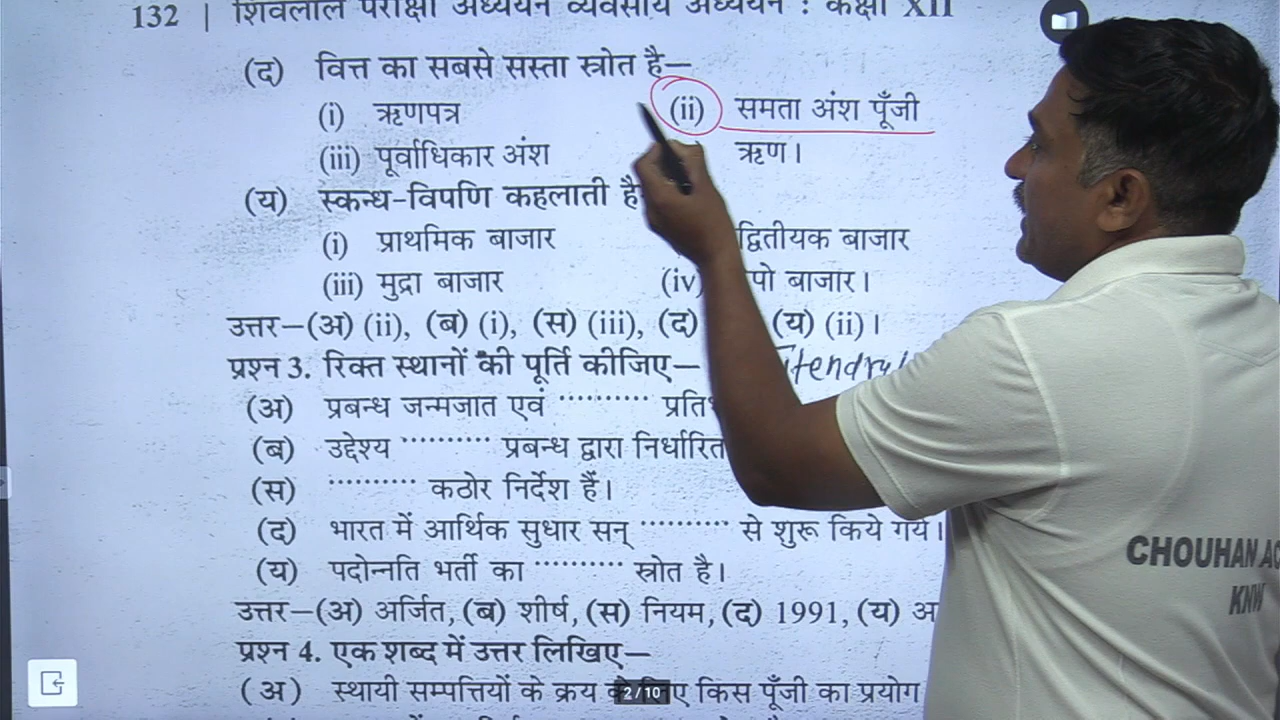 132 | शिवलाल परीक्षा अध्ययन व्यवसाय अध्ययन : कक्षा XII
(द) वित्त का सबसे सस्ता स्त्रोत है—
(i) ऋणपत्र (ii) समता अंश पूँजी
(iii) पूर्वाधिकार अंश ऋण।
(य) स्कन्ध-विपणि कहलाती है
(i) प्राथमिक बाजार द्वितीयक बाजार
(iii) मुद्रा बाजार (iv) बाजार।
उत्तर—(अ) (ii), (ब) (i), (स) (iii), (द) (य) (ii)।
प्रश्न 3. रिक्त स्थानों की पूर्ति कीजिए—
(अ) प्रबन्ध जन्मजात एवं ..........
(ब) उद्देश्य .......... प्रबन्ध द्वारा निर्धारित
(स) .......... कठोर निर्देश हैं।
(द) भारत में आर्थिक सुधार सन् .......... से शुरू किये गये।
(य) पदोन्नति भर्ती का .......... स्त्रोत है।
उत्तर—(अ) अर्जित, (ब) शीर्ष, (स) नियम, (द) 1991, (य)
प्रश्न 4. एक शब्द में उत्तर लिखिए—
(अ) स्थायी सम्पत्तियों के क्रय के लिए किस पूँजी का प्रयोग
2 / 10
CHOUHAN
KNW